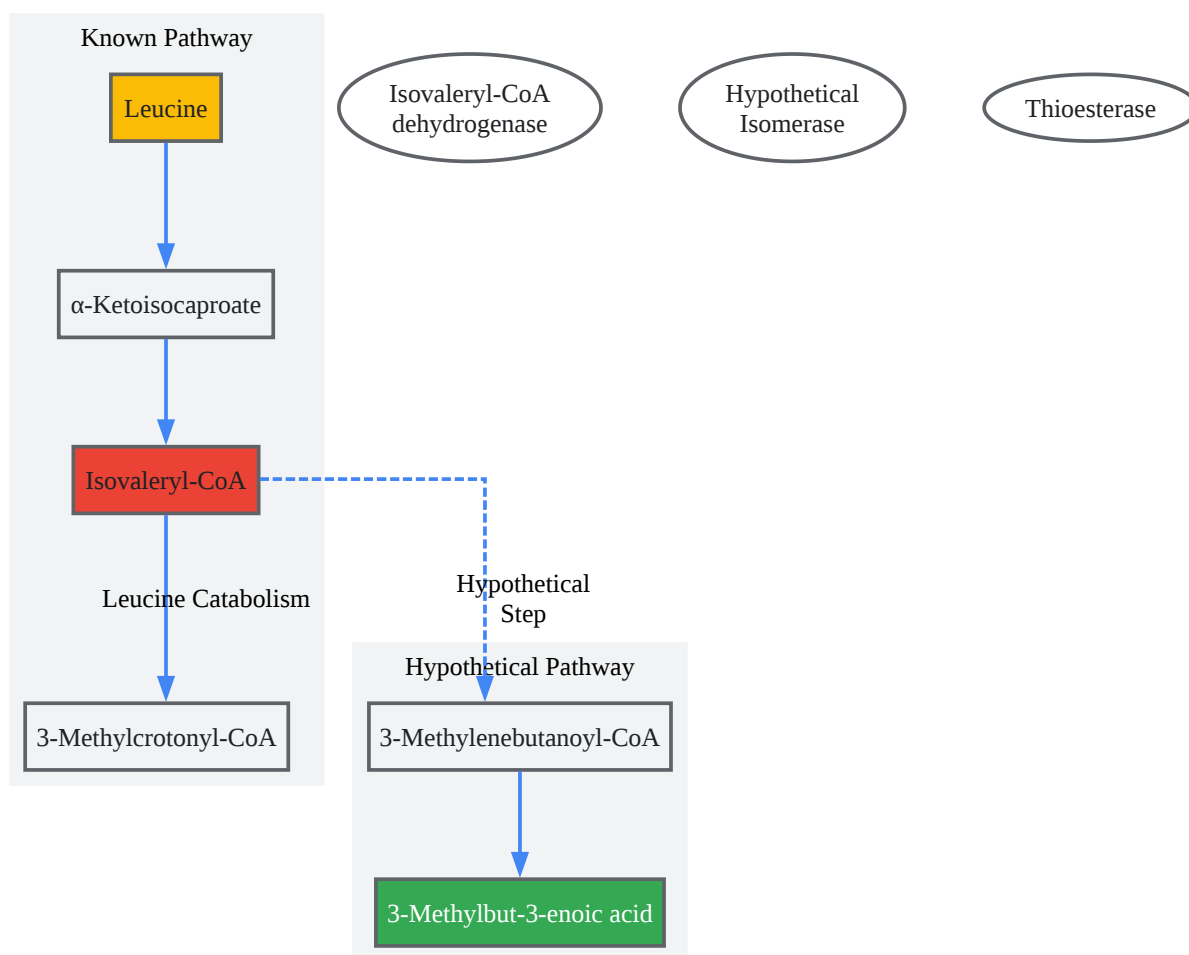 Known Pathway
Leucine
Isovaleryl-CoA
dehydrogenase
Hypothetical
Isomerase
Thioesterase
α-Ketoisocaproate
Isovaleryl-CoA
Leucine Catabolism
Hypothetical
Step
Hypothetical Pathway
3-Methylcrotonyl-CoA
3-Methylenebutanoyl-CoA
3-Methylbut-3-enoic acid